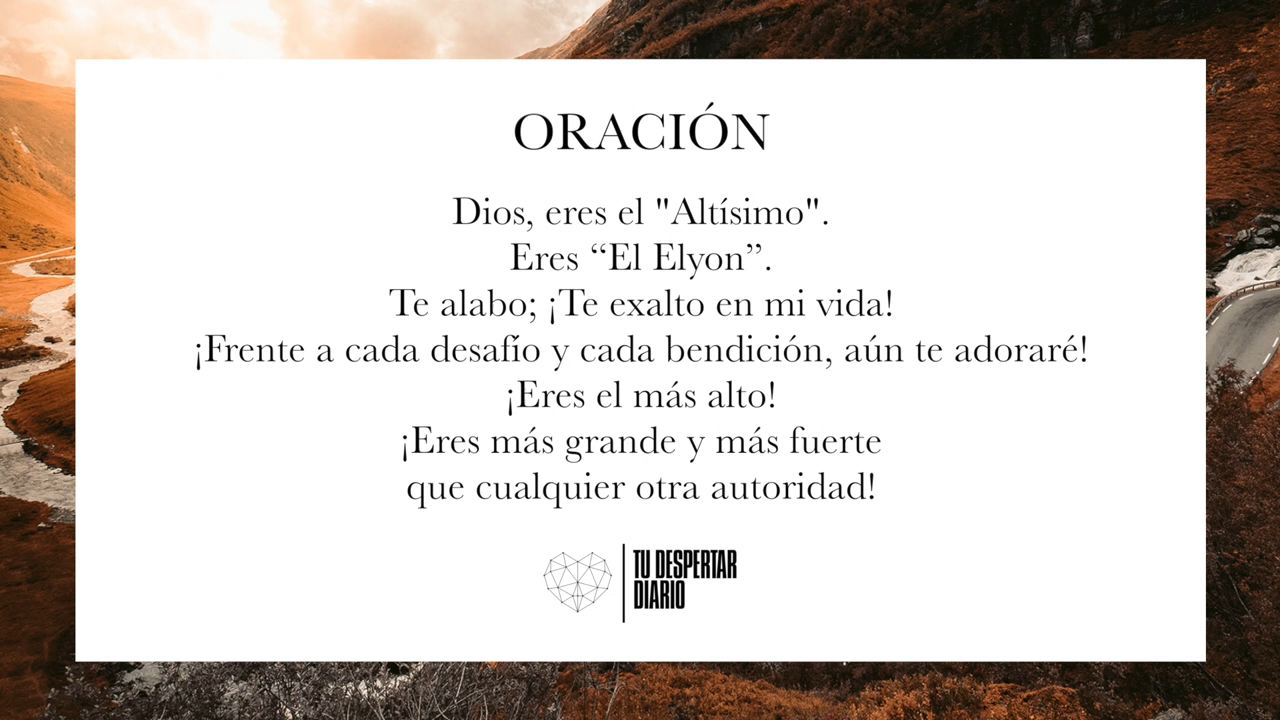 ORACIÓN
Dios, eres el "Altísimo".
Eres “El Elyon”.
Te alabo; ¡Te exalto en mi vida!
¡Frente a cada desafío y cada bendición, aún te adoraré!
¡Eres el más alto!
¡Eres más grande y más fuerte
que cualquier otra autoridad!
TU DESPERTAR
DIARIO